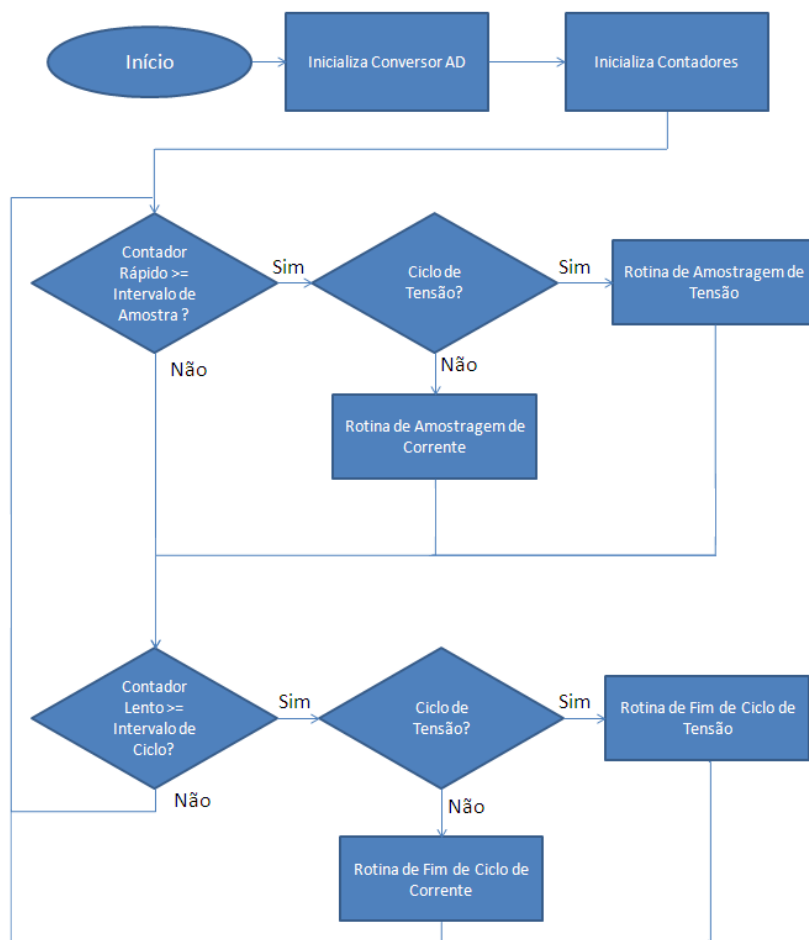 Início
Inicializa Conversor AD
Inicializa Contadores
Contador
Rápido >=
Intervalo de
Amostra ?
Sim
Ciclo de
Tensão?
Sim
Rotina de Amostragem de
Tensão
Não
Não
Rotina de Amostragem de
Corrente
Contador
Lento >=
Intervalo de
Ciclo?
Sim
Ciclo de
Tensão?
Sim
Rotina de Fim de Ciclo de
Tensão
Não
Não
Rotina de Fim de Ciclo de
Corrente